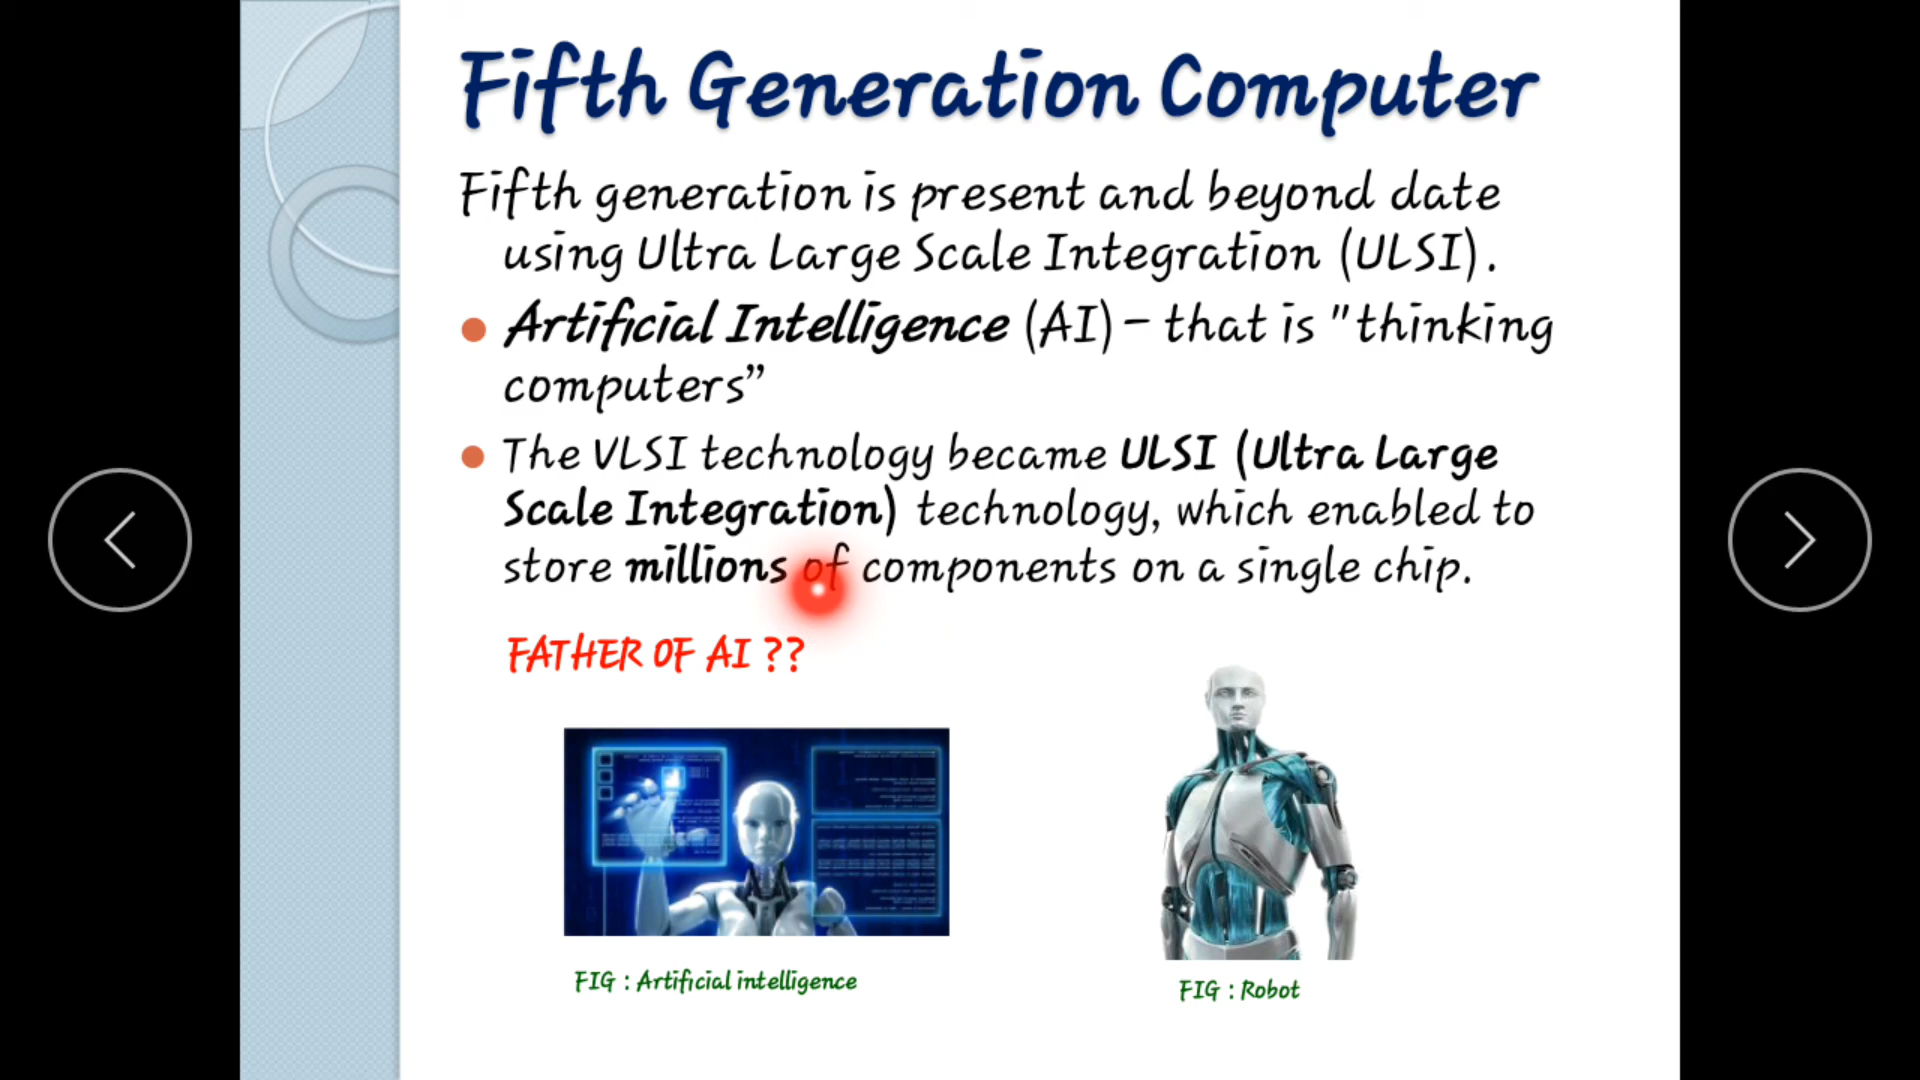 Fifth Generation Computer
Fifth generation is present and beyond date
using Ultra Large Scale Integration (ULSI).
Artificial Intelligence (AI) – that is "thinking
computers”
The VLSI technology became ULSI (Ultra Large
Scale Integration) technology, which enabled to
store millions of components on a single chip.
FATHER OF AI ??
FIG : Artificial intelligence
FIG : Robot